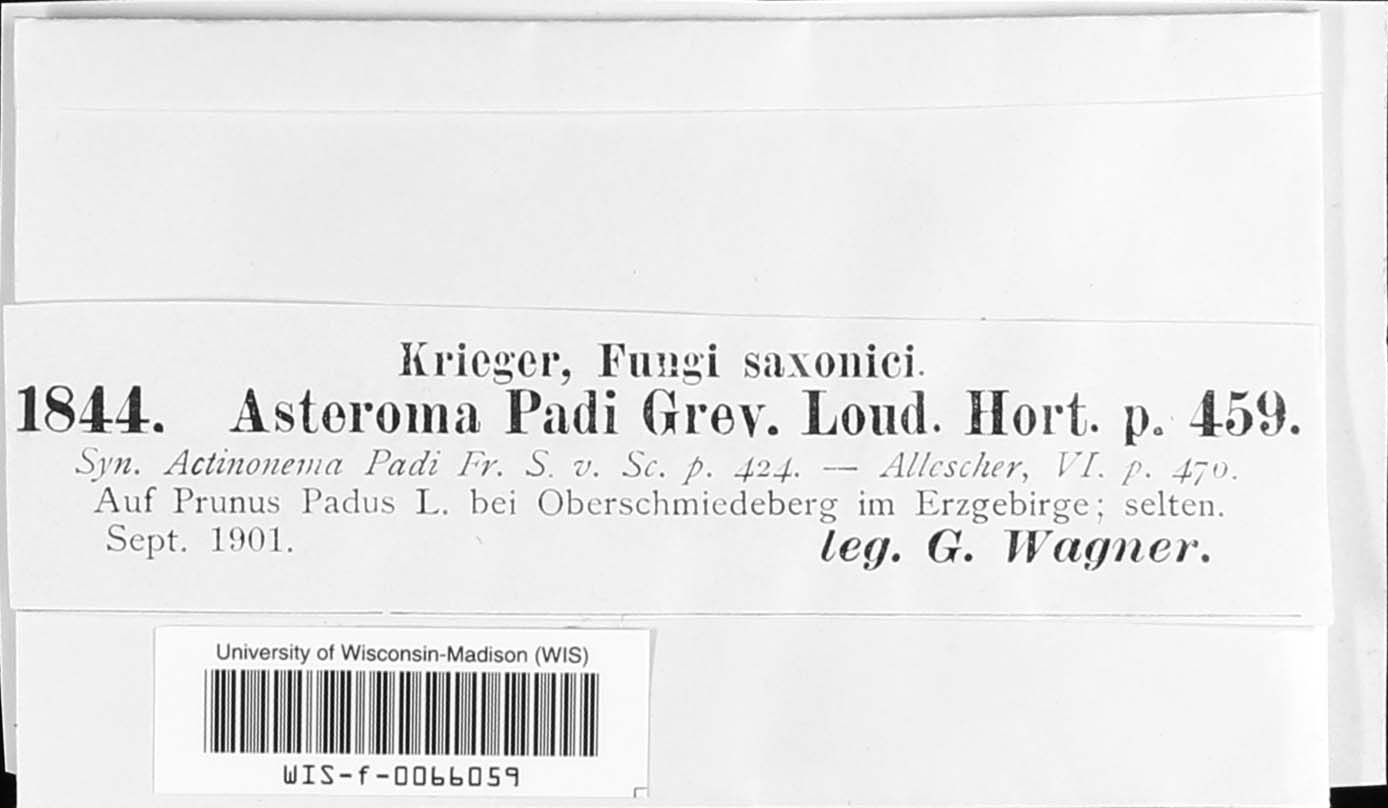 Krieger, Fungi saxonici.
1844. Asteroma Padi Grev. Loud. Hort. p. 459.
Syn. Actinonema Padi Fr. S. v. Sc. p. 424. — Allescher, VI. p. 470.
Auf Prunus Padus L. bei Oberschmiedeberg im Erzgebirge; selten.
Sept. 1901. leg. G. Wagner.
University of Wisconsin-Madison (WIS)
WIS-f-0066059